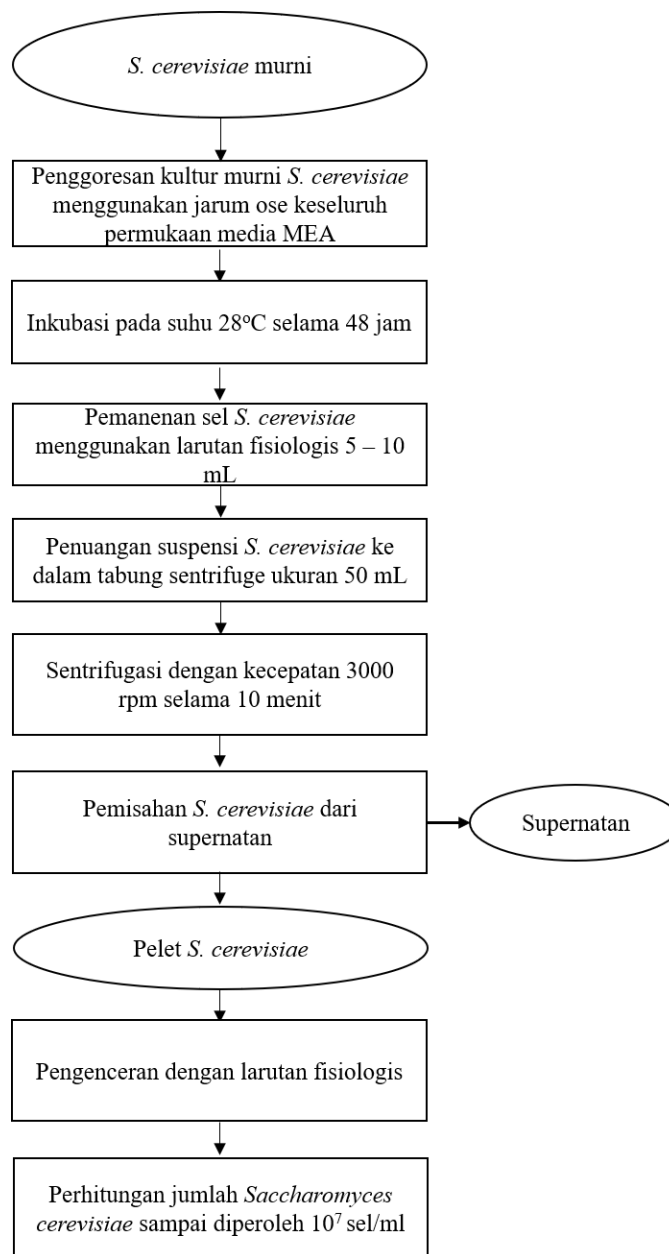 S. cerevisiae murni
Penggoresan kultur murni S. cerevisiae
menggunakan jarum ose keseluruh
permukaan media MEA
Inkubasi pada suhu 28°C selama 48 jam
Pemanenan sel S. cerevisiae
menggunakan larutan fisiologis 5 – 10
mL
Penuangan suspensi S. cerevisiae ke
dalam tabung sentrifuge ukuran 50 mL
Sentrifugasi dengan kecepatan 3000
rpm selama 10 menit
Pemisahan S. cerevisiae dari
supernatan
Supernatan
Pelet S. cerevisiae
Pengenceran dengan larutan fisiologis
Perhitungan jumlah Saccharomyces
cerevisiae sampai diperoleh 10⁷ sel/ml